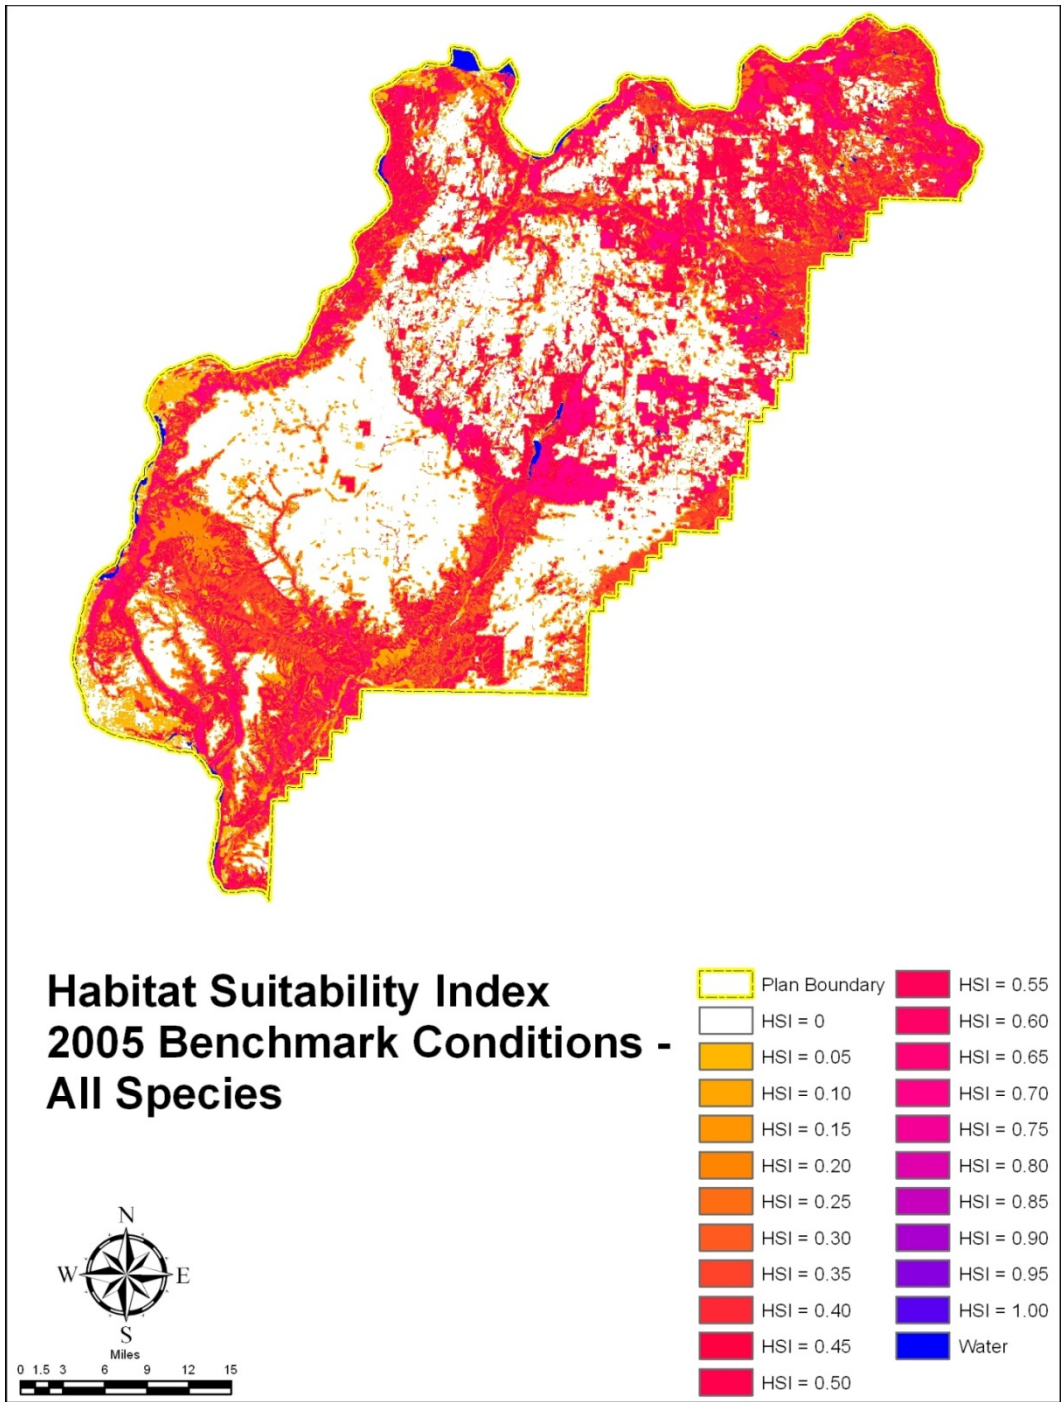 Habitat Suitability Index
2005 Benchmark Conditions -
All Species
N
W
E
S
Miles
0 1.5 3 6 9 12 15
Plan Boundary
HSI = 0
HSI = 0.05
HSI = 0.10
HSI = 0.15
HSI = 0.20
HSI = 0.25
HSI = 0.30
HSI = 0.35
HSI = 0.40
HSI = 0.45
HSI = 0.50
HSI = 0.55
HSI = 0.60
HSI = 0.65
HSI = 0.70
HSI = 0.75
HSI = 0.80
HSI = 0.85
HSI = 0.90
HSI = 0.95
HSI = 1.00
Water